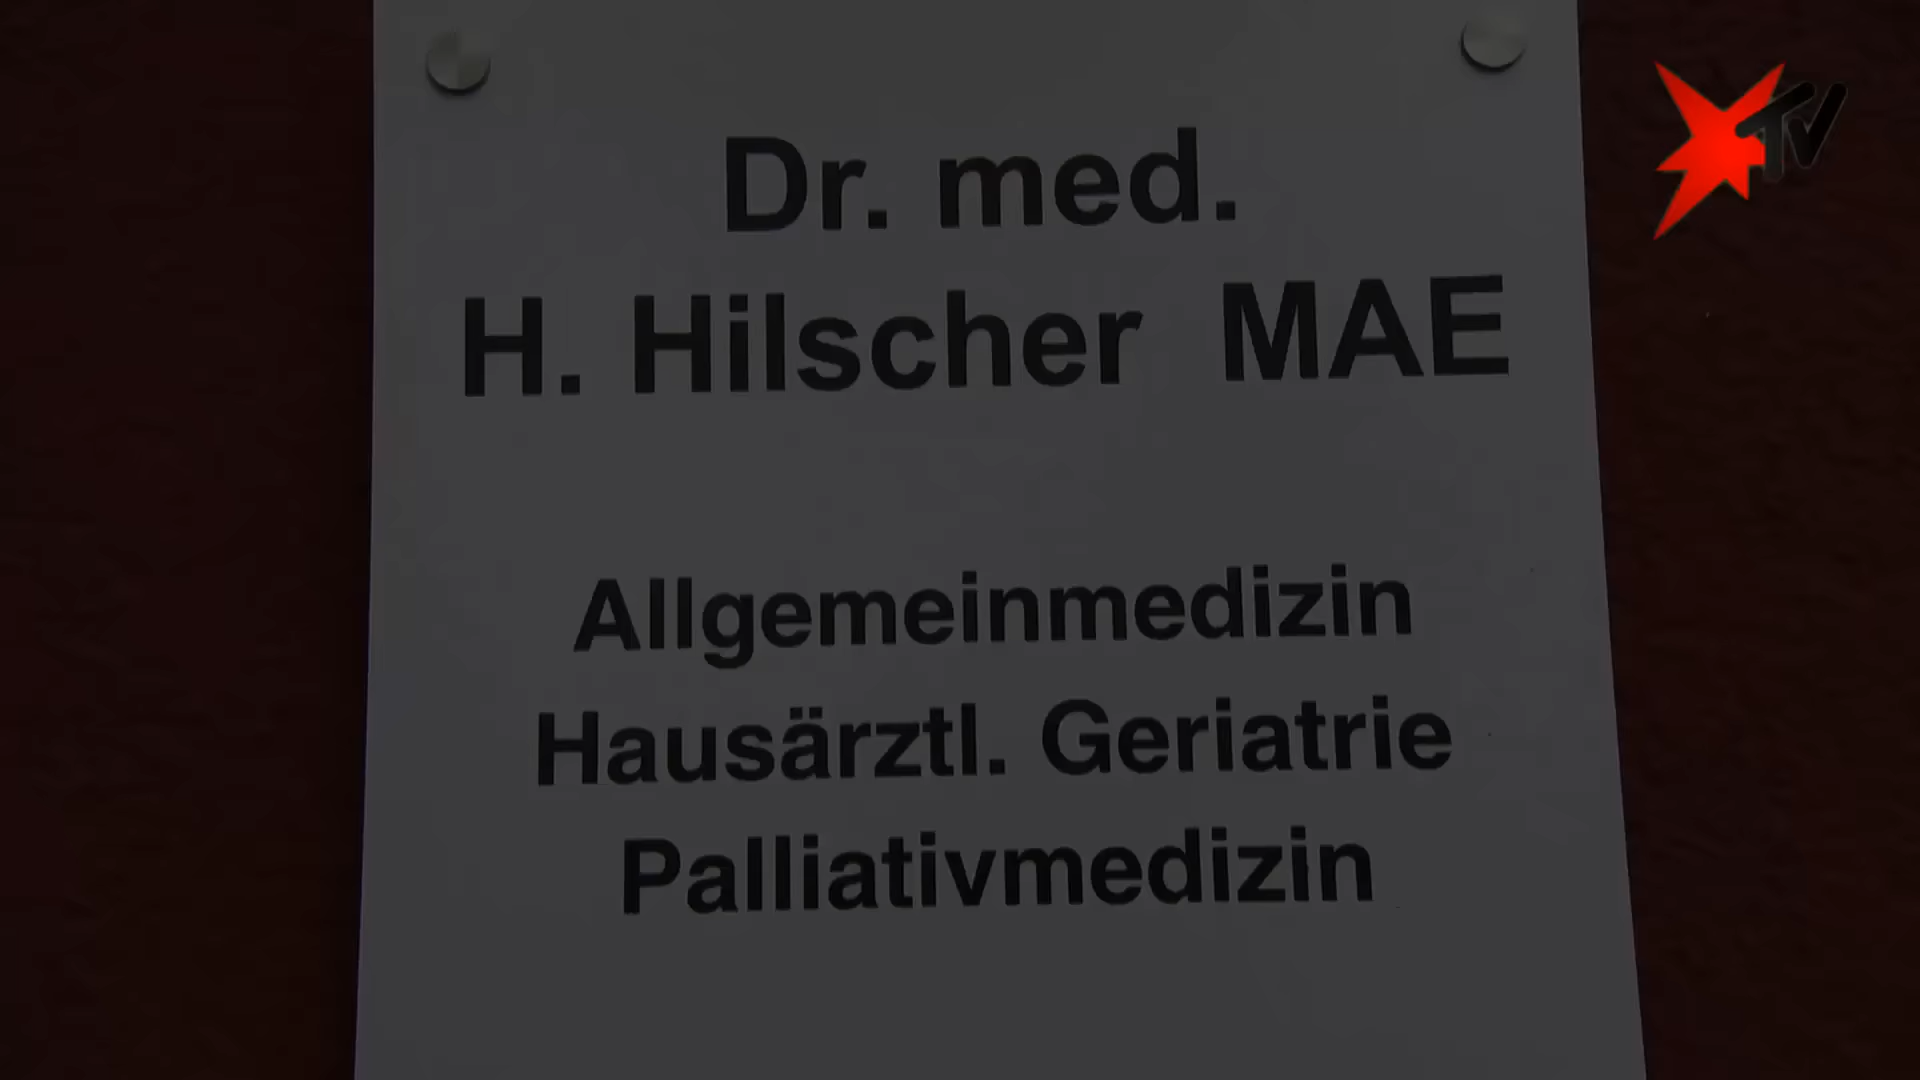 Dr. med.
H. Hilscher MAE
Allgemeinmedizin
Hausärztl. Geriatrie
Palliativmedizin
TV